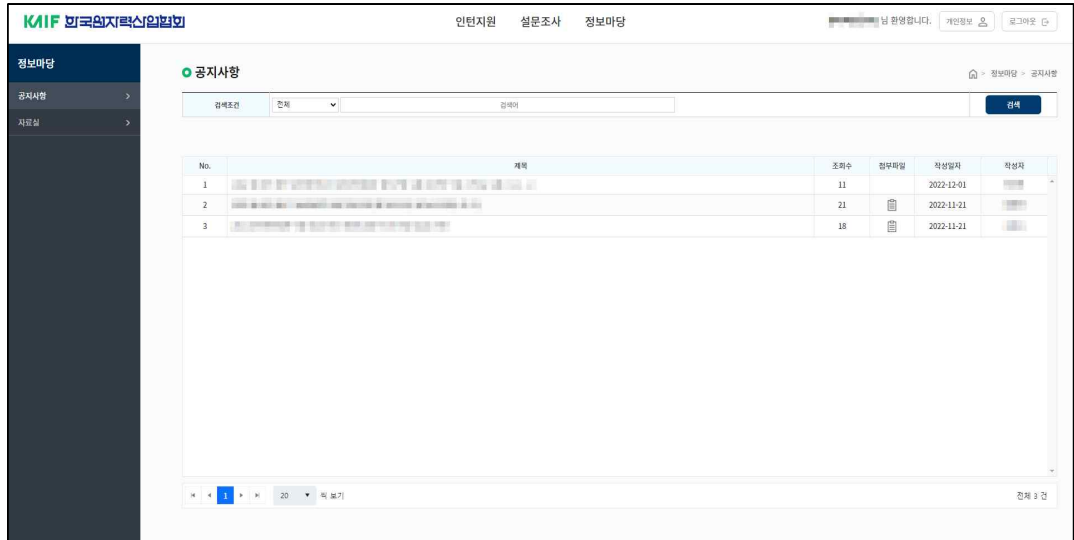 KAIF 한국원자력산업협회
인턴지원 설문조사 정보마당
님 환영합니다. 개인정보 로그아웃
정보마당
공지사항
자료실
공지사항
> 정보마당 > 공지사항
검색조건 전체 검색어 검색
No. 제목 조회수 첨부파일 작성일자 작성자
1 11 2022-12-01
2 21 2022-11-21
3 18 2022-11-21
1 20 씩 보기 전체 3 건